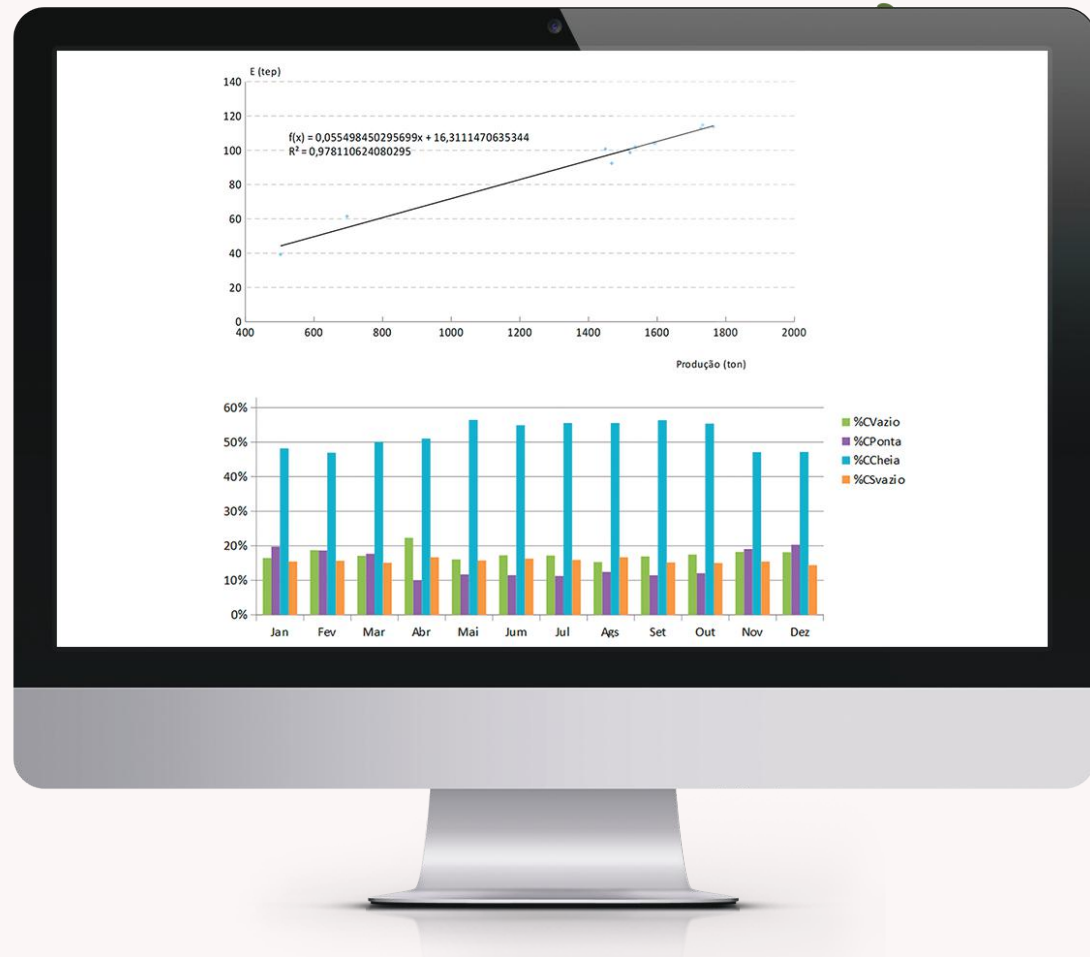 E (tep)
140
120
100
80
60
40
20
0
f(x) = 0,055498450295699x + 16,3111470635344
R² = 0,978110624080295
400 600 800 1000 1200 1400 1600 1800 2000
Produção (ton)
60%
50%
40%
30%
20%
10%
0%
Jan Fev Mar Abr Mai Jum Jul Ags Set Out Nov Dez
%CVazio
%CPonta
%CCheia
%CSvazio